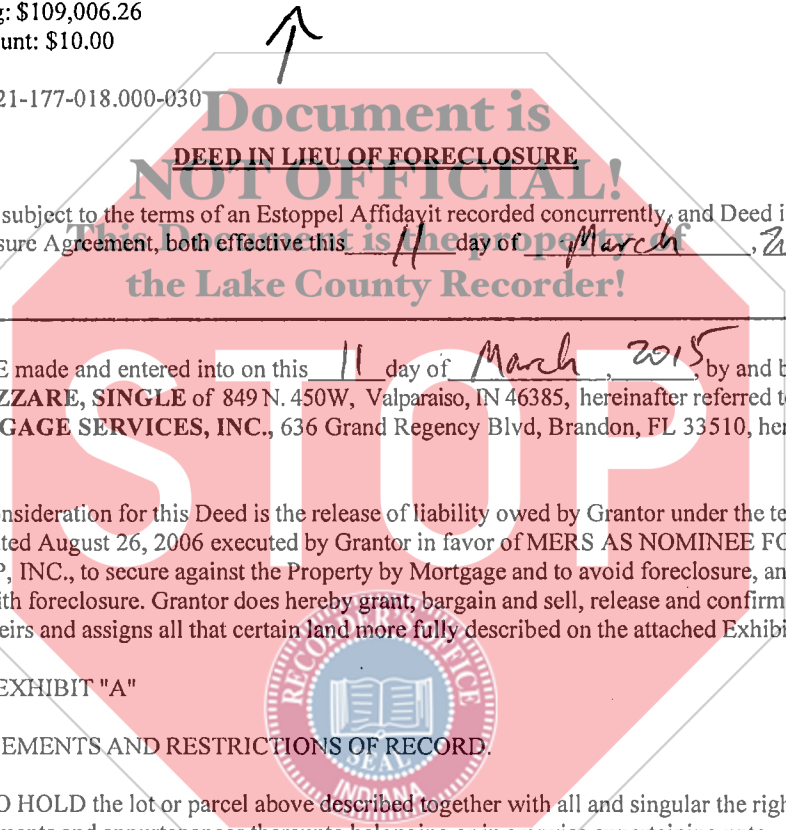 g: $109,006.26
unt: $10.00
21-177-018.000-030
Document is
DEED IN LIEU OF FORECLOSURE
NOT OFFICIAL!
subject to the terms of an Estoppel Affidavit recorded concurrently, and Deed i
sure Agreement, both effective this 11 day of March, 2
This Document is the property of
the Lake County Recorder!
E made and entered into on this 11 day of March, 2015, by and b
ZZARE, SINGLE of 849 N. 450W, Valparaiso, IN 46385, hereinafter referred t
GAGE SERVICES, INC., 636 Grand Regency Blvd, Brandon, FL 33510, her
STOP
nsideration for this Deed is the release of liability owed by Grantor under the te
ted August 26, 2006 executed by Grantor in favor of MERS AS NOMINEE FO
P, INC., to secure against the Property by Mortgage and to avoid foreclosure, an
ith foreclosure. Grantor does hereby grant, bargain and sell, release and confirm
eirs and assigns all that certain land more fully described on the attached Exhibi
RECORDER'S OFFICE
EXHIBIT "A"
EMENTS AND RESTRICTIONS OF RECORD.
SEAL
INDIANA
O HOLD the lot or parcel above described together with all and singular the righ